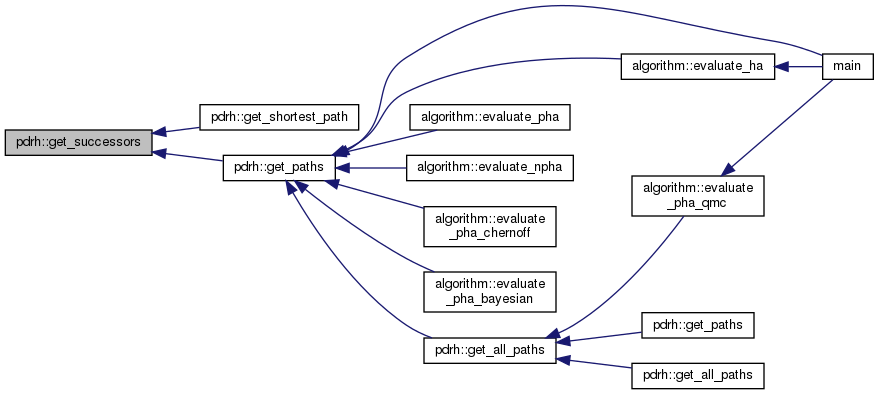 main
algorithm::evaluate_ha
pdrh::get_shortest_path
algorithm::evaluate_pha
pdrh::get_successors
pdrh::get_paths
algorithm::evaluate_npha
algorithm::evaluate
_pha_qmc
algorithm::evaluate
_pha_chernoff
algorithm::evaluate
_pha_bayesian
pdrh::get_paths
pdrh::get_all_paths
pdrh::get_all_paths